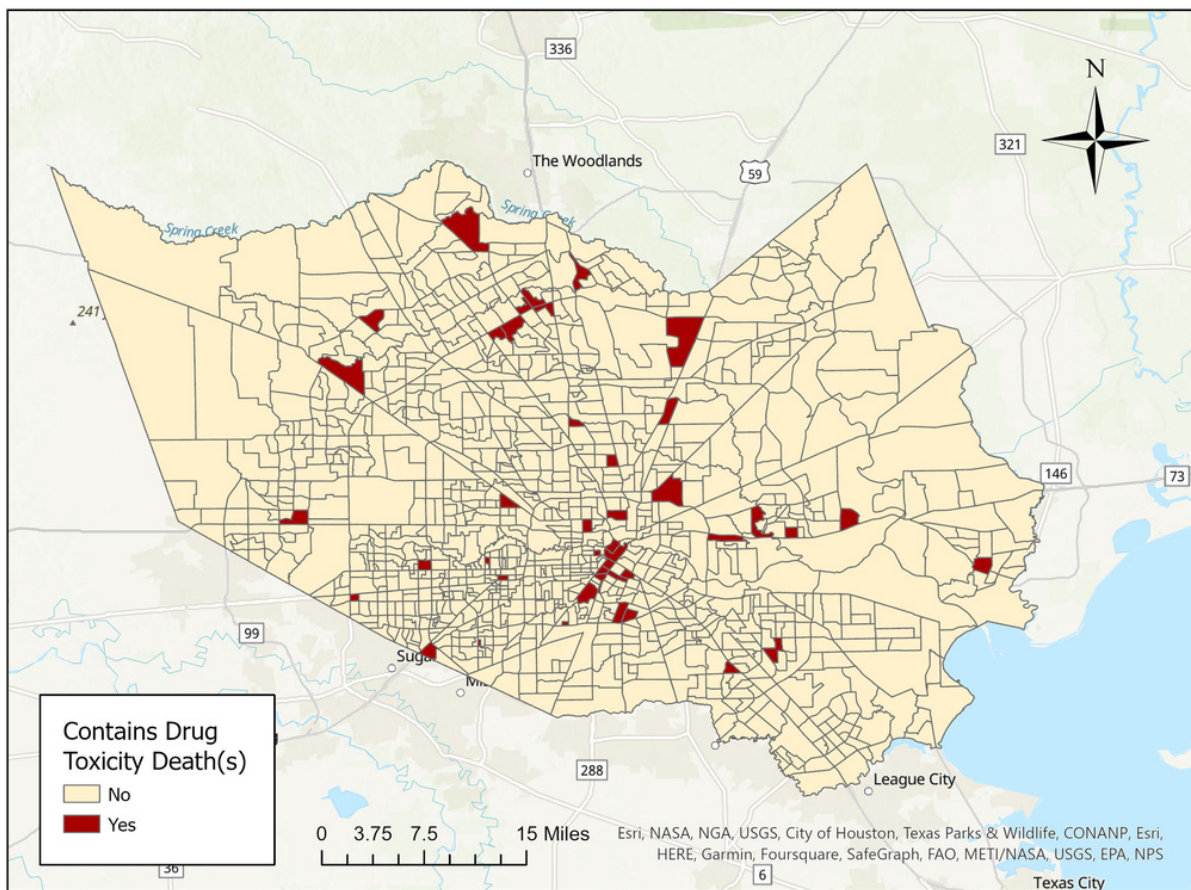 336
N
321
The Woodlands
59
Spring Creek
Spring Creek
241
146
73
99
Suga
Mi
Contains Drug
Toxicity Death(s)
No
Yes
288
League City
0 3.75 7.5 15 Miles
Esri, NASA, NGA, USGS, City of Houston, Texas Parks & Wildlife, CONANP, Esri,
HERE, Garmin, Foursquare, SafeGraph, FAO, METI/NASA, USGS, EPA, NPS
36
6
Texas City